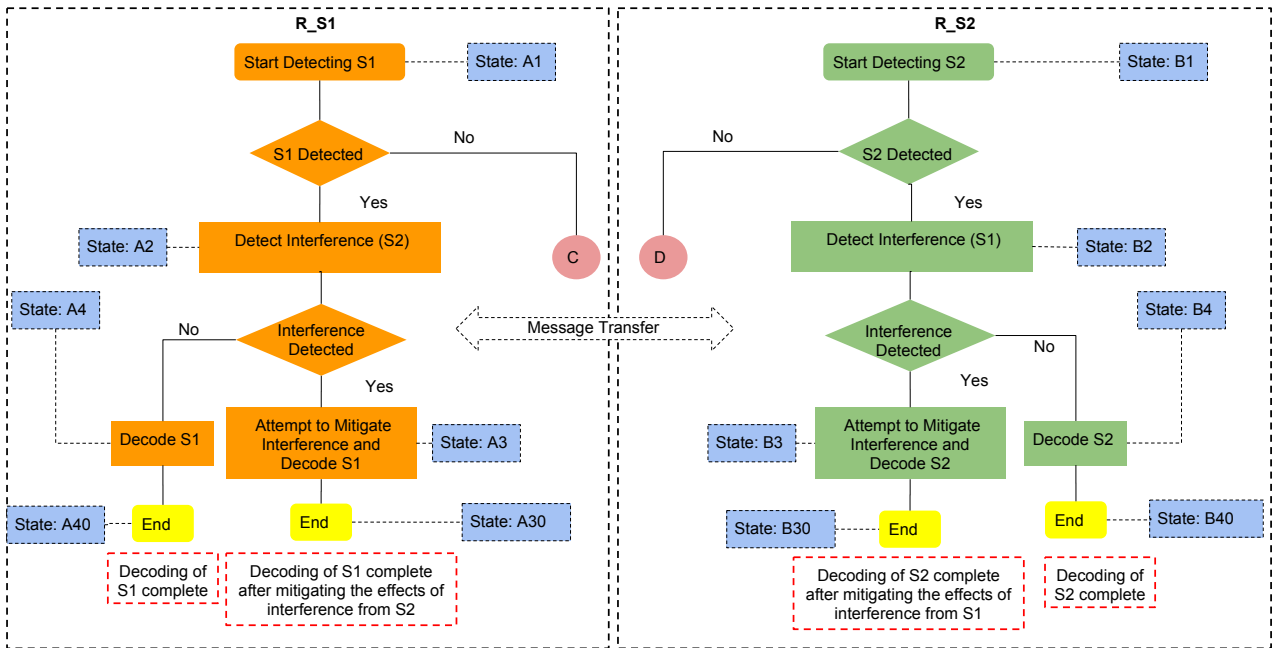 R_S1
Start Detecting S1
State: A1
No
S1 Detected
Yes
State: A2
Detect Interference (S2)
C
State: A4
No
Interference
Detected
Yes
Decode S1
Attempt to Mitigate
Interference and
Decode S1
State: A3
State: A40
End
End
State: A30
Decoding of
S1 complete
Decoding of S1 complete
after mitigating the effects of
interference from S2
Message Transfer
R_S2
Start Detecting S2
State: B1
No
S2 Detected
Yes
D
Detect Interference (S1)
State: B2
State: B4
Interference
Detected
No
Yes
State: B3
Attempt to Mitigate
Interference and
Decode S2
Decode S2
State: B30
End
End
State: B40
Decoding of S2 complete
after mitigating the effects of
interference from S1
Decoding of
S2 complete